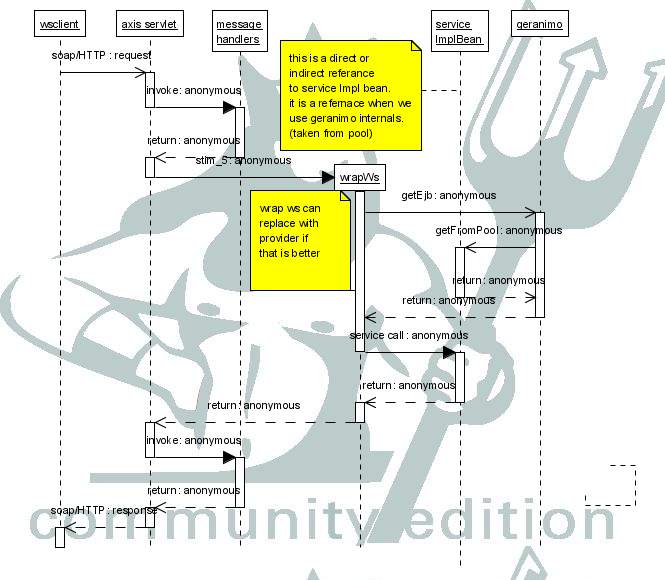 wsclient
axis servlet
message
handlers
service
ImplBean
geranimo
soap/HTTP : request
this is a direct or
indirect referance
to service Impl bean.
it is a refernace when we
use geranimo internals.
(taken from pool)
invoke: anonymous
return: anonymous
stim_5: anonymous
wrapWs
getEjb: anonymous
wrap ws can
replace with
provider if
that is better
getFromPool: anonymous
return: anonymous
return: anonymous
service call: anonymous
return: anonymous
return: anonymous
invoke: anonymous
return: anonymous
soap/HTTP : response
community edition